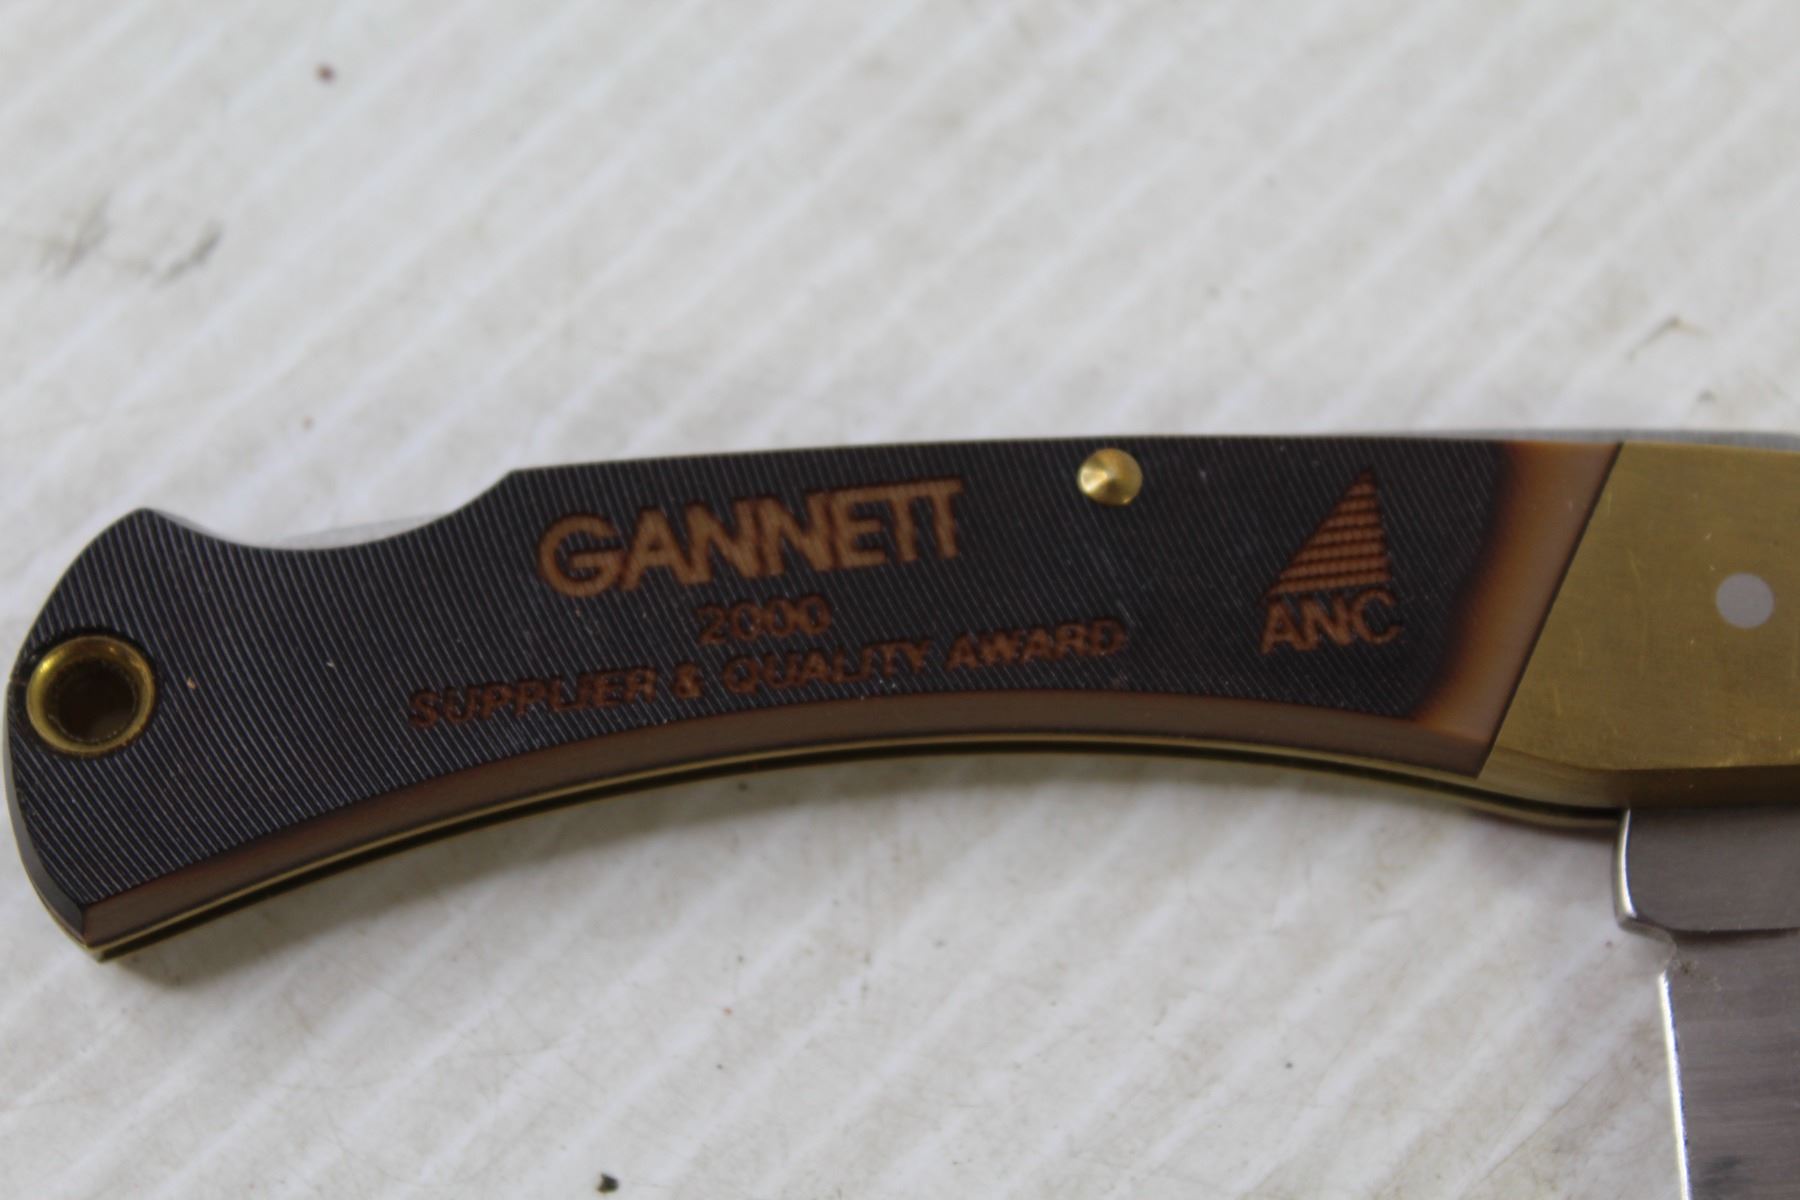 GANNETT
2000
SUPPLIER & QUALITY AWARD
ANC